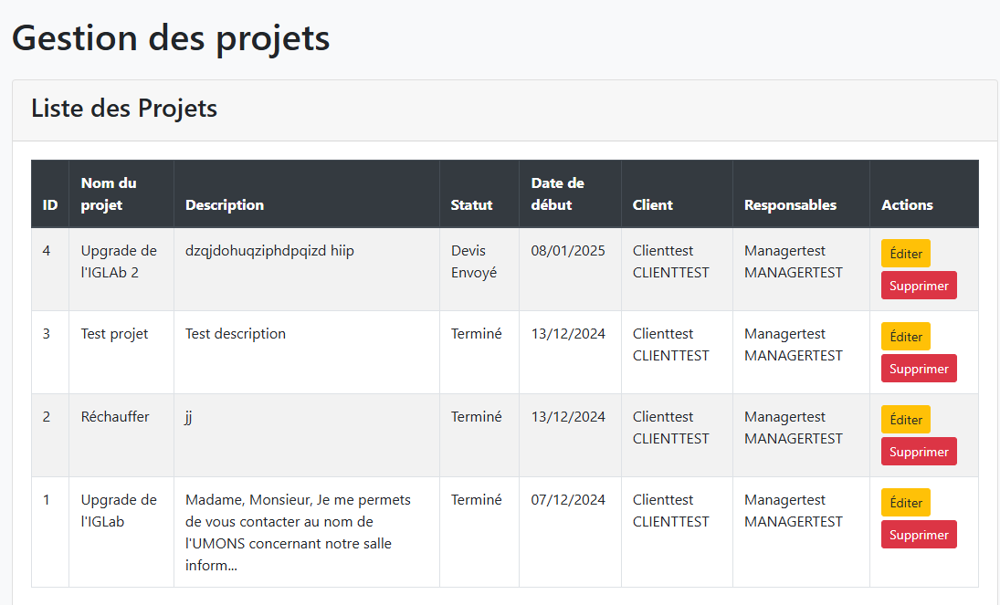 Gestion des projets
Liste des Projets
ID Nom du projet Description Statut Date de début Client Responsables Actions
4 Upgrade de l'IGLAb 2 dzqjdohuqziphdpqizd hiip Devis Envoyé 08/01/2025 Clienttest CLIENTTEST Managertest MANAGERTEST Éditer Supprimer
3 Test projet Test description Terminé 13/12/2024 Clienttest CLIENTTEST Managertest MANAGERTEST Éditer Supprimer
2 Réchauffer jj Terminé 13/12/2024 Clienttest CLIENTTEST Managertest MANAGERTEST Éditer Supprimer
1 Upgrade de l'IGLab Madame, Monsieur, Je me permets de vous contacter au nom de l'UMONS concernant notre salle inform... Terminé 07/12/2024 Clienttest CLIENTTEST Managertest MANAGERTEST Éditer Supprimer